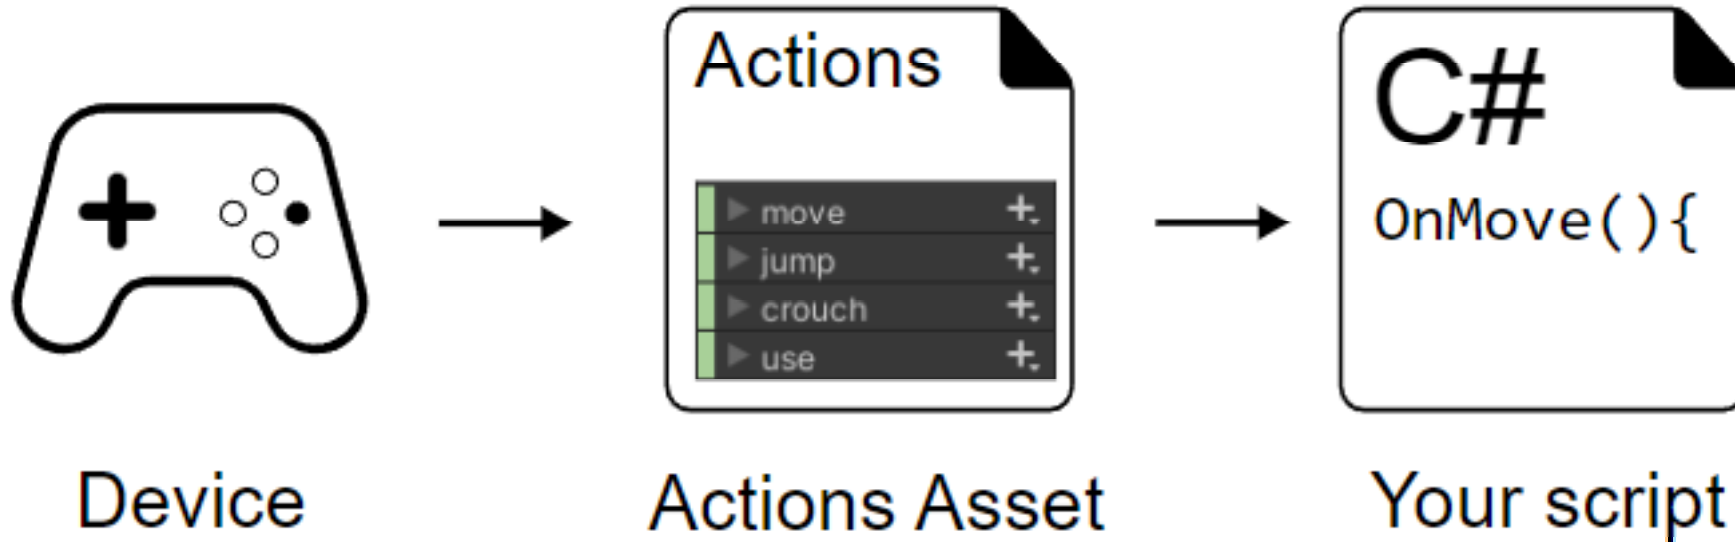 Actions
move
jump
crouch
use
C#
OnMove(){
Device
Actions Asset
Your script